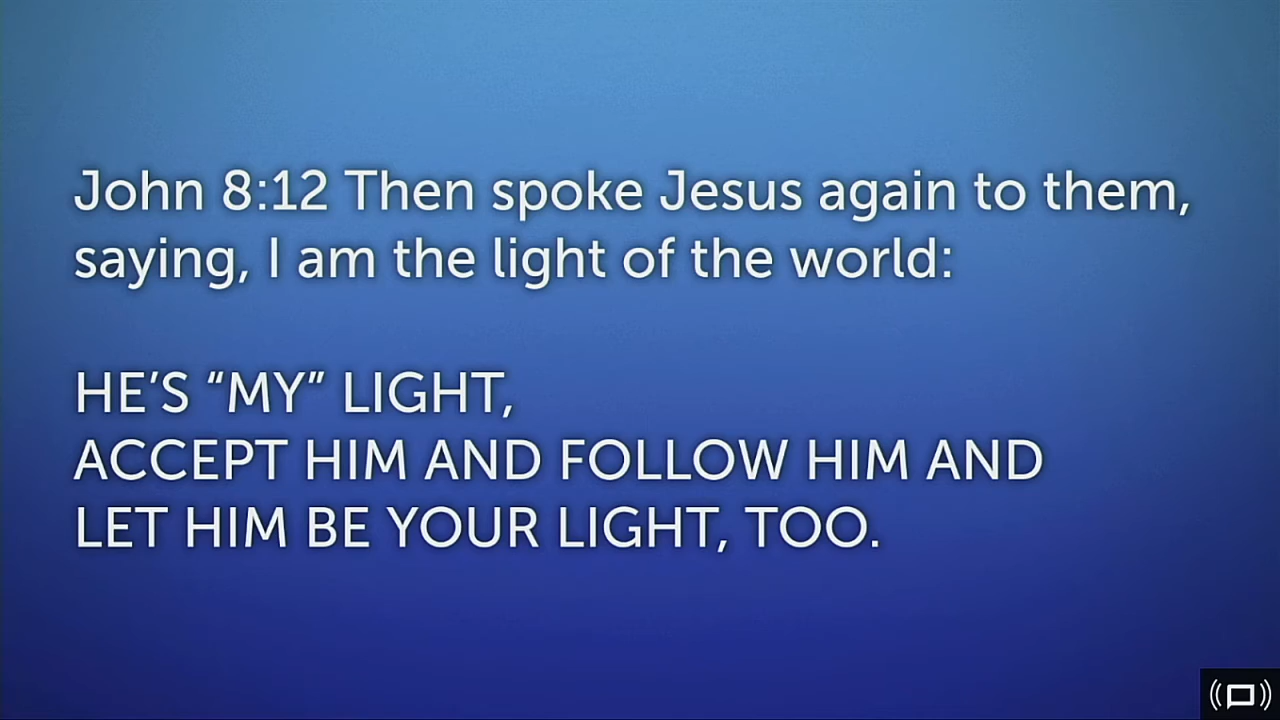 John 8:12 Then spoke Jesus again to them,
saying, I am the light of the world:
HE’S “MY” LIGHT,
ACCEPT HIM AND FOLLOW HIM AND
LET HIM BE YOUR LIGHT, TOO.